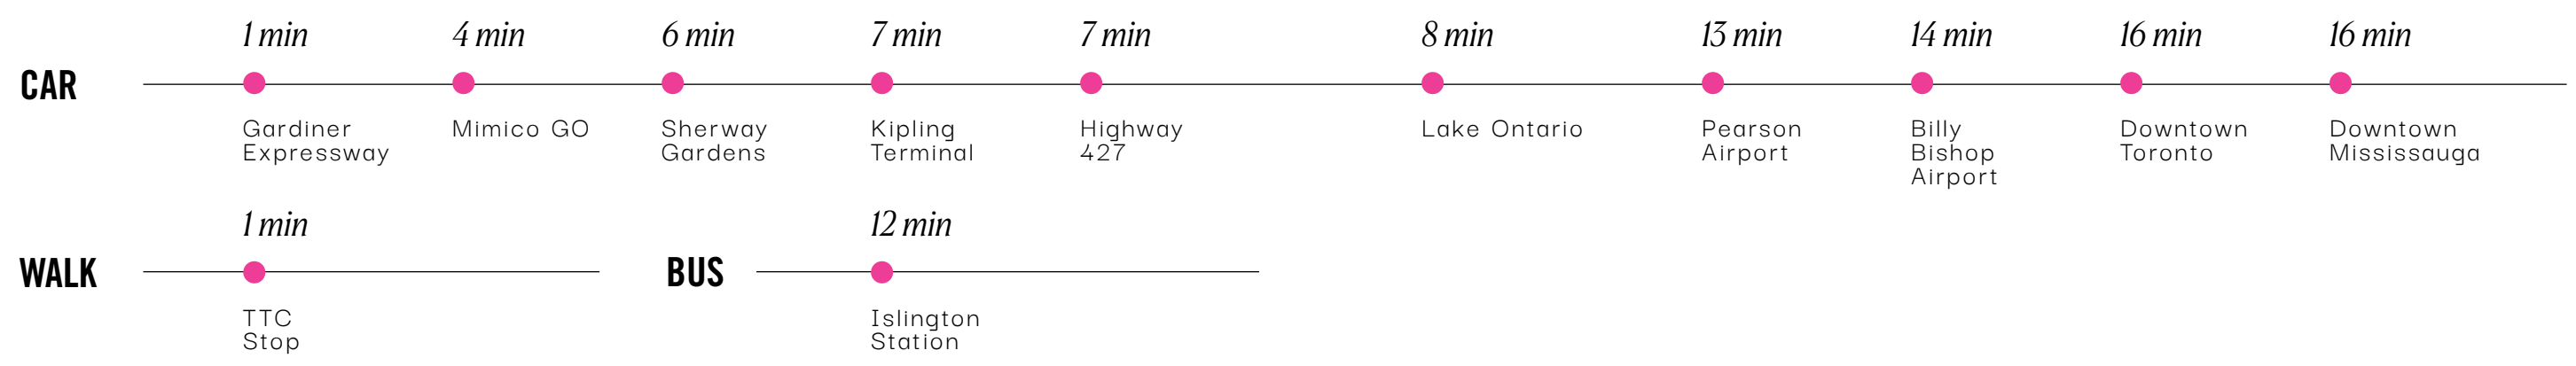 1 min
4 min
6 min
7 min
7 min
8 min
13 min
14 min
16 min
16 min
CAR
Gardiner
Expressway
Mimico GO
Sherway
Gardens
Kipling
Terminal
Highway
427
Lake Ontario
Pearson
Airport
Billy
Bishop
Airport
Downtown
Toronto
Downtown
Mississauga
1 min
WALK
TTC
Stop
12 min
BUS
Islington
Station